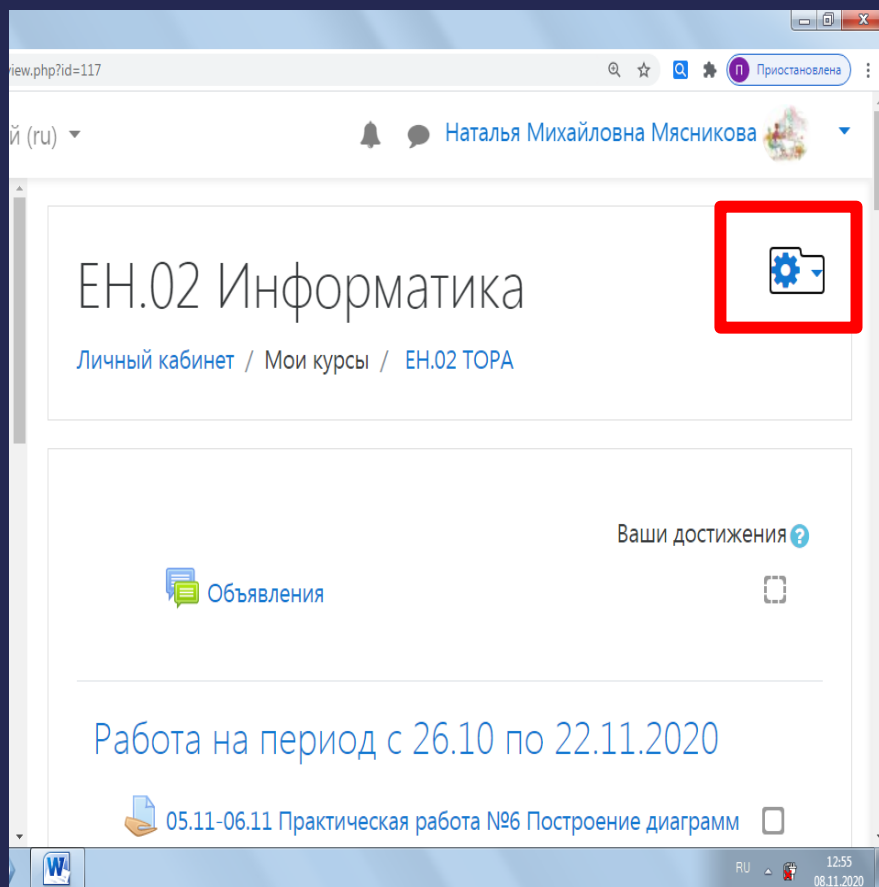 view.php?id=117
П Приостановлена
й (ru)
Наталья Михайловна Мясникова
ЕН.02 Информатика
Личный кабинет / Мои курсы / ЕН.02 ТОРА
Ваши достижения ?
Объявления
Работа на период с 26.10 по 22.11.2020
05.11-06.11 Практическая работа №6 Построение диаграмм
W
RU
12:55
08.11.2020